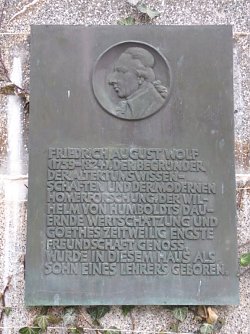 FRIEDRICH AUGUST WOLF
1759-1824, DER BEGRÜNDER
DER ALTERTUMSWISSEN-
SCHAFTEN UND DER MODERNEN
HOMERFORSCHUNG, DER WIL-
HELM VON HUMBOLDTS DAU-
ERNDE WERTSCHÄTZUNG UND
GOETHES ZEITWEILIG ENGSTE
FREUNDSCHAFT GENOSS,
WURDE IN DIESEM HAUS ALS
SOHN EINES LEHRERS GEBOREN.